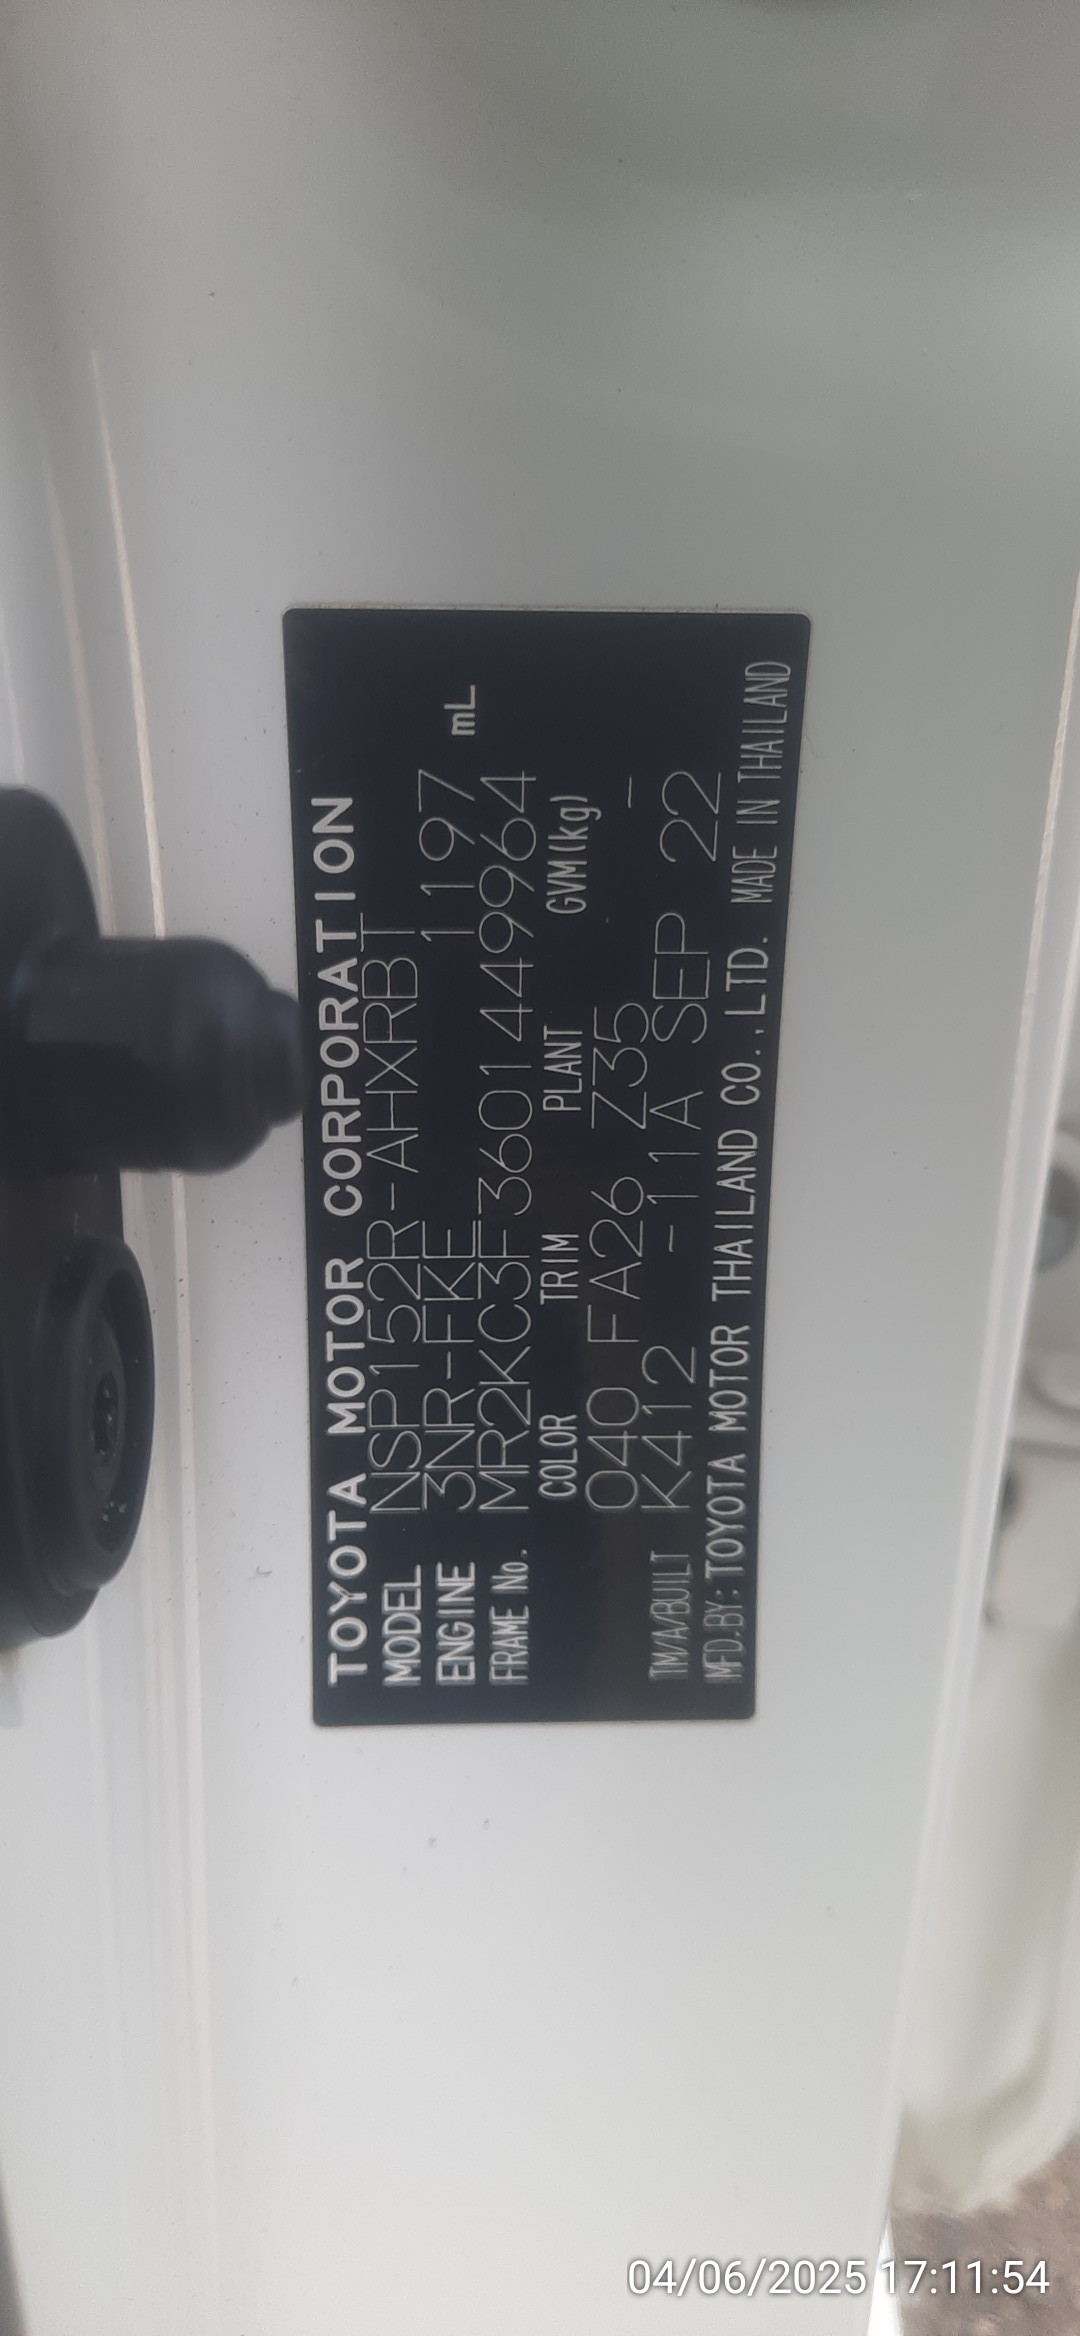 TOYOTA MOTOR CORPORATION
MODEL NSP152R-AHXRBT
ENGINE 3NR-FKE 1197 mL
FRAME No. MR2KC3F3601449964
COLOR TRIM PLANT GVM(kg)
040 FA26 Z35 -
TM/A/BUILT K412 -11A SEP 22
MFD.BY: TOYOTA MOTOR THAILAND CO.,LTD. MADE IN THAILAND
04/06/2025 17:11:54